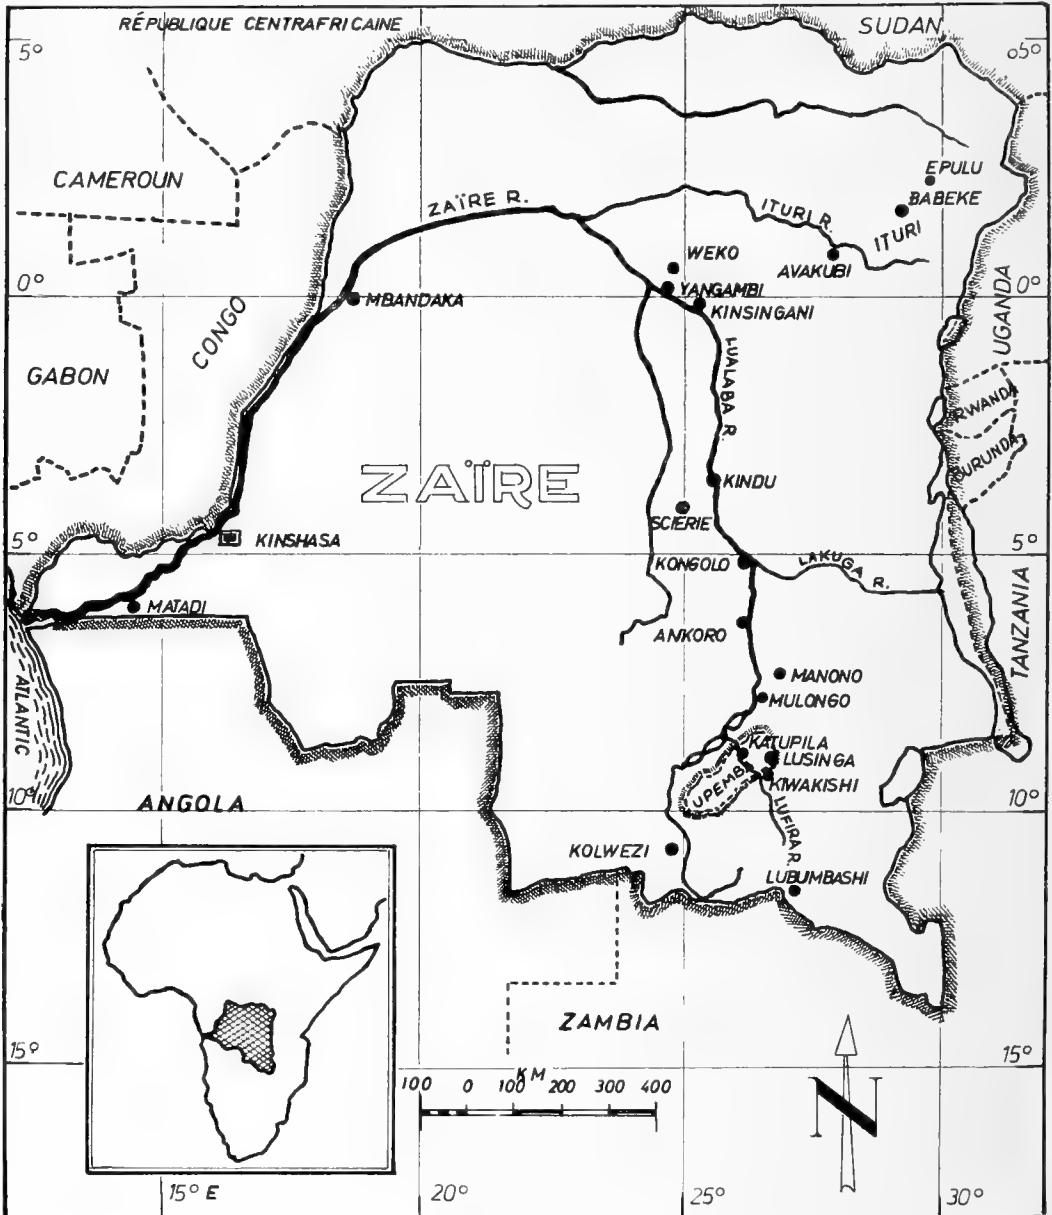 RÉPUBLIQUE CENTRAFRICAINE
SUDAN
5°
05°
CAMEROUN
EPULU
BABEKE
ZAÏRE R.
ITURI R.
ITURI
WEKO
AVAKUBI
0°
YANGAMBI
0°
MBANDAKA
KINSINGANI
UGANDA
CONGO
GABON
LUALABA R.
RWANDA
BURUNDA
ZAÏRE
KINDU
SCIERIE
KINSHASA
5°
KONGOLO
LAKUGA R.
5°
MATADI
ANKORO
TANZANIA
ATLANTIC
MANONO
MULONGO
KATUPILA
LUSINGA
UPEMB
KIWAKISHI
10°
ANGOLA
LUFIRA R.
10°
KOLWEZI
LUBUMBASHI
ZAMBIA
15°
15°
KM
100 0 100 200 300 400
N
15° E
20°
25°
30°